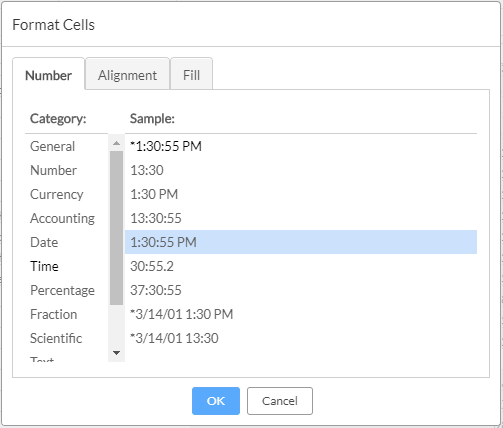 Format Cells
Number Alignment Fill
Category: Sample:
General *1:30:55 PM
Number 13:30
Currency 1:30 PM
Accounting 13:30:55
Date 1:30:55 PM
Time 30:55.2
Percentage 37:30:55
Fraction *3/14/01 1:30 PM
Scientific *3/14/01 13:30
Text
OK Cancel